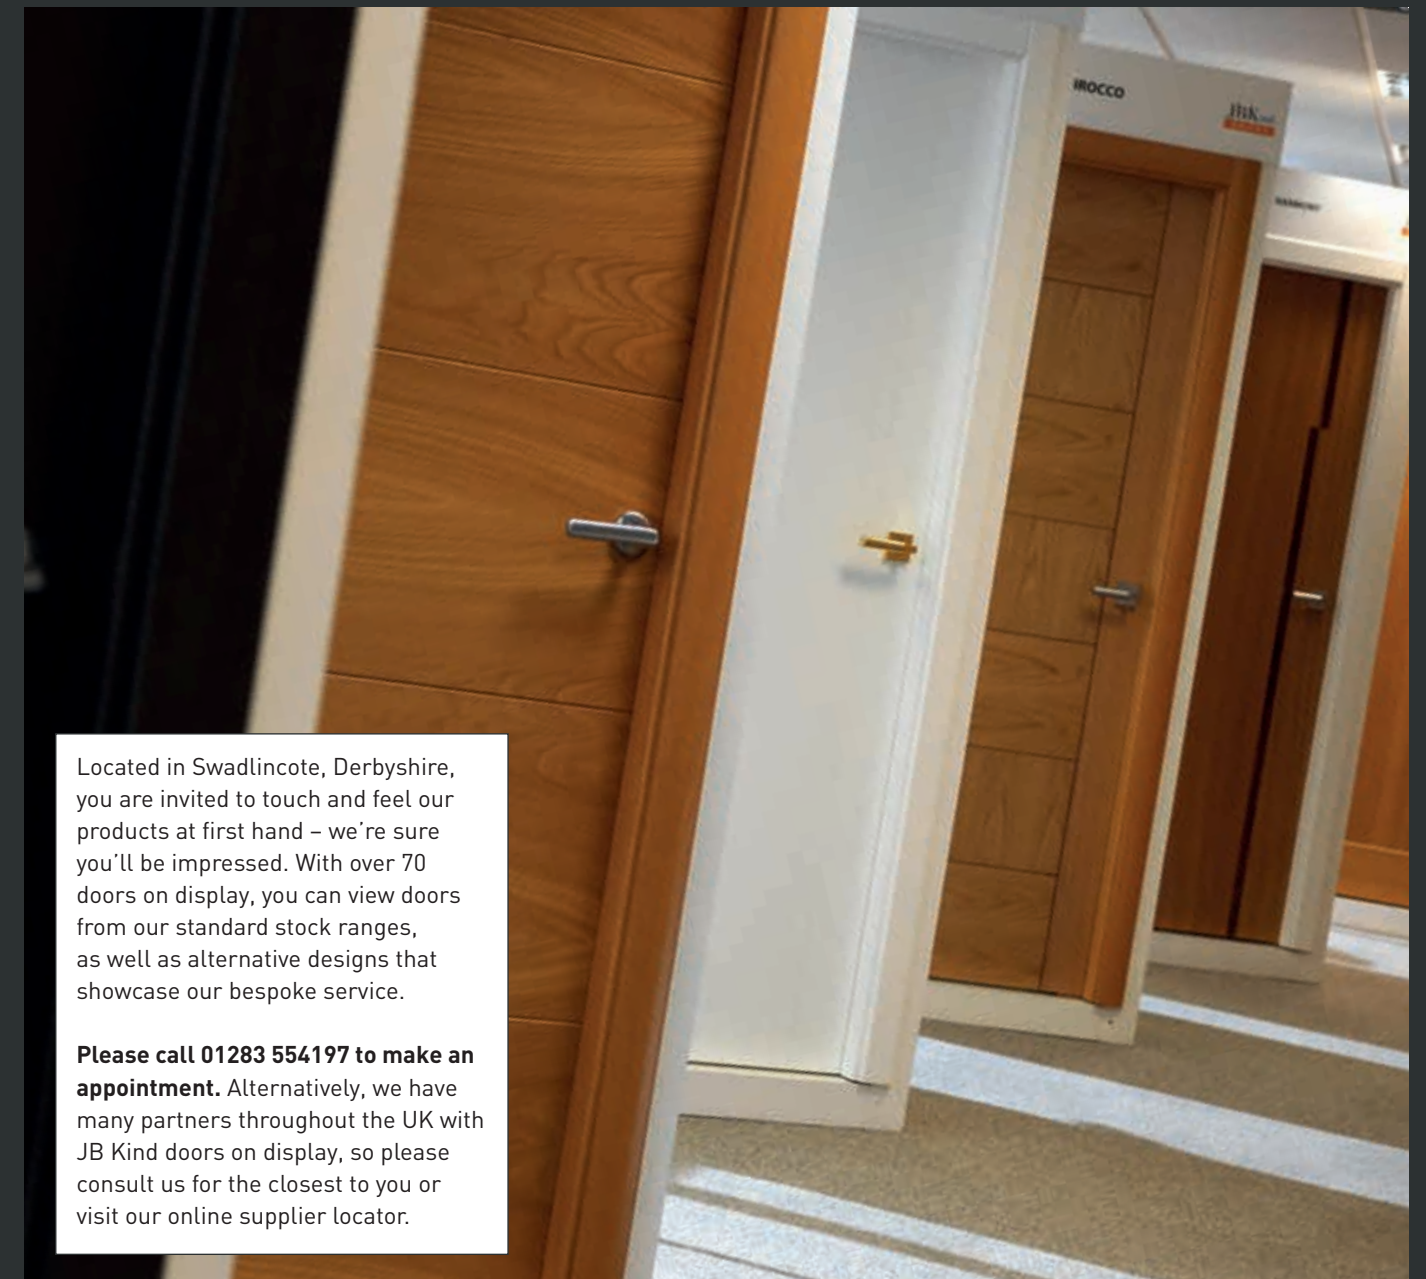 IROCCO
JBK
Located in Swadlincote, Derbyshire,
you are invited to touch and feel our
products at first hand – we’re sure
you’ll be impressed. With over 70
doors on display, you can view doors
from our standard stock ranges,
as well as alternative designs that
showcase our bespoke service.
Please call 01283 554197 to make an
appointment. Alternatively, we have
many partners throughout the UK with
JB Kind doors on display, so please
consult us for the closest to you or
visit our online supplier locator.